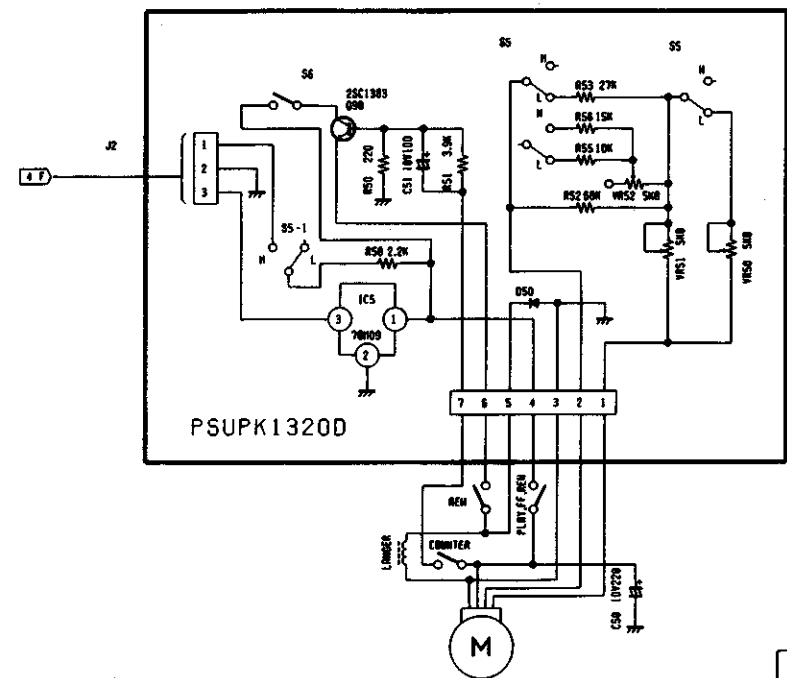 S5
S5
S6
H
H
2SC1383
Q90
R53 27K
L
L
H
R56 15K
J2
1
R50 220
C51 10V100
R51 3.9K
R55 10K
L
4 F
2
VR52 5KB
3
R52 68K
S5-1
H
L
R58 2.2K
VR51 5KB
VR50 5KB
D50
IC5
3
1
78M09
2
7 6 5 4 3 2 1
PSUPK1320D
REW
PLAY,FF,REW
COUNTER
C50 10V220
M